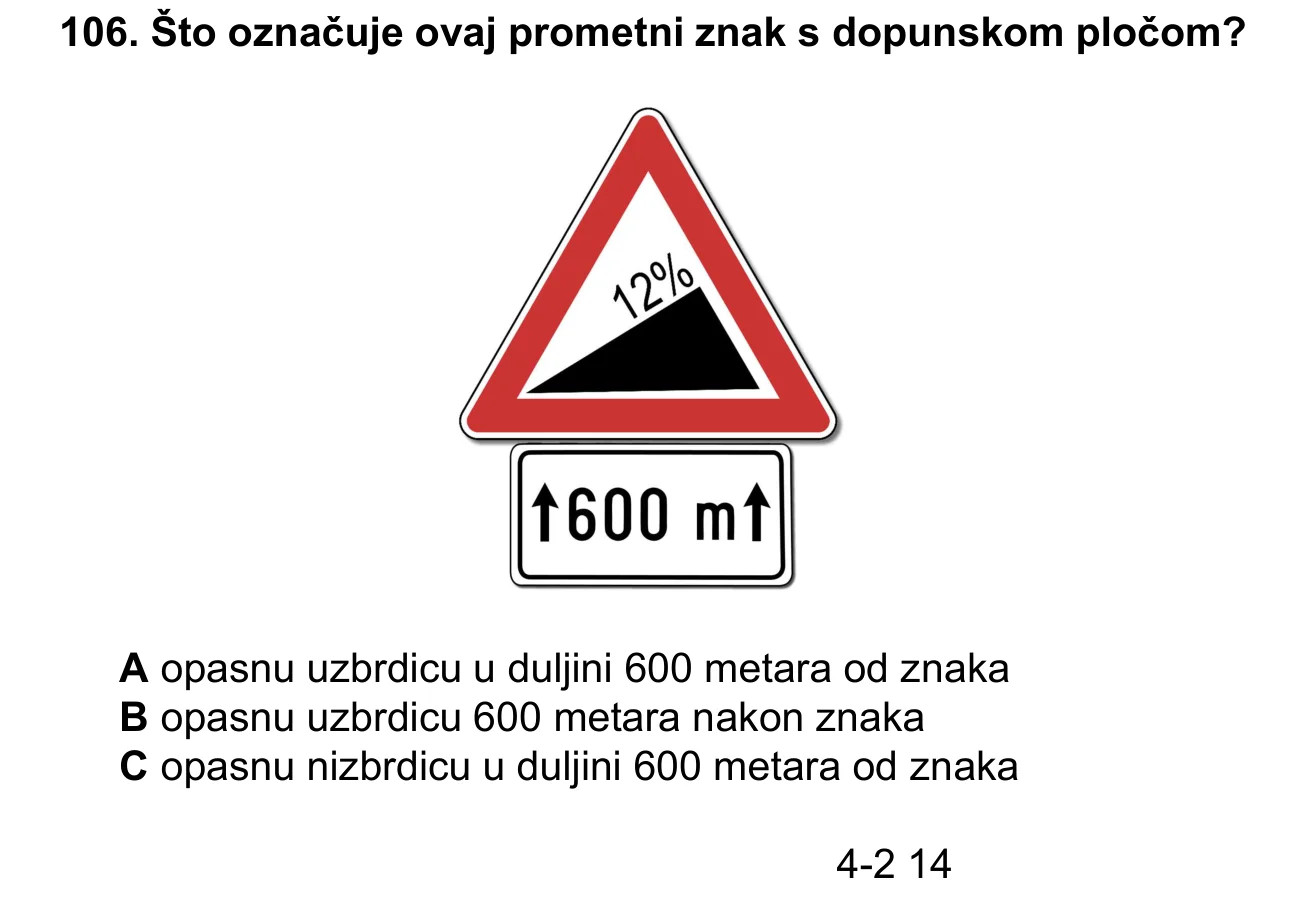 106. Što označuje ovaj prometni znak s dopunskom pločom?
12%
↑600 m↑
A opasnu uzbrdicu u duljini 600 metara od znaka
B opasnu uzbrdicu 600 metara nakon znaka
C opasnu nizbrdicu u duljini 600 metara od znaka
4-2 14